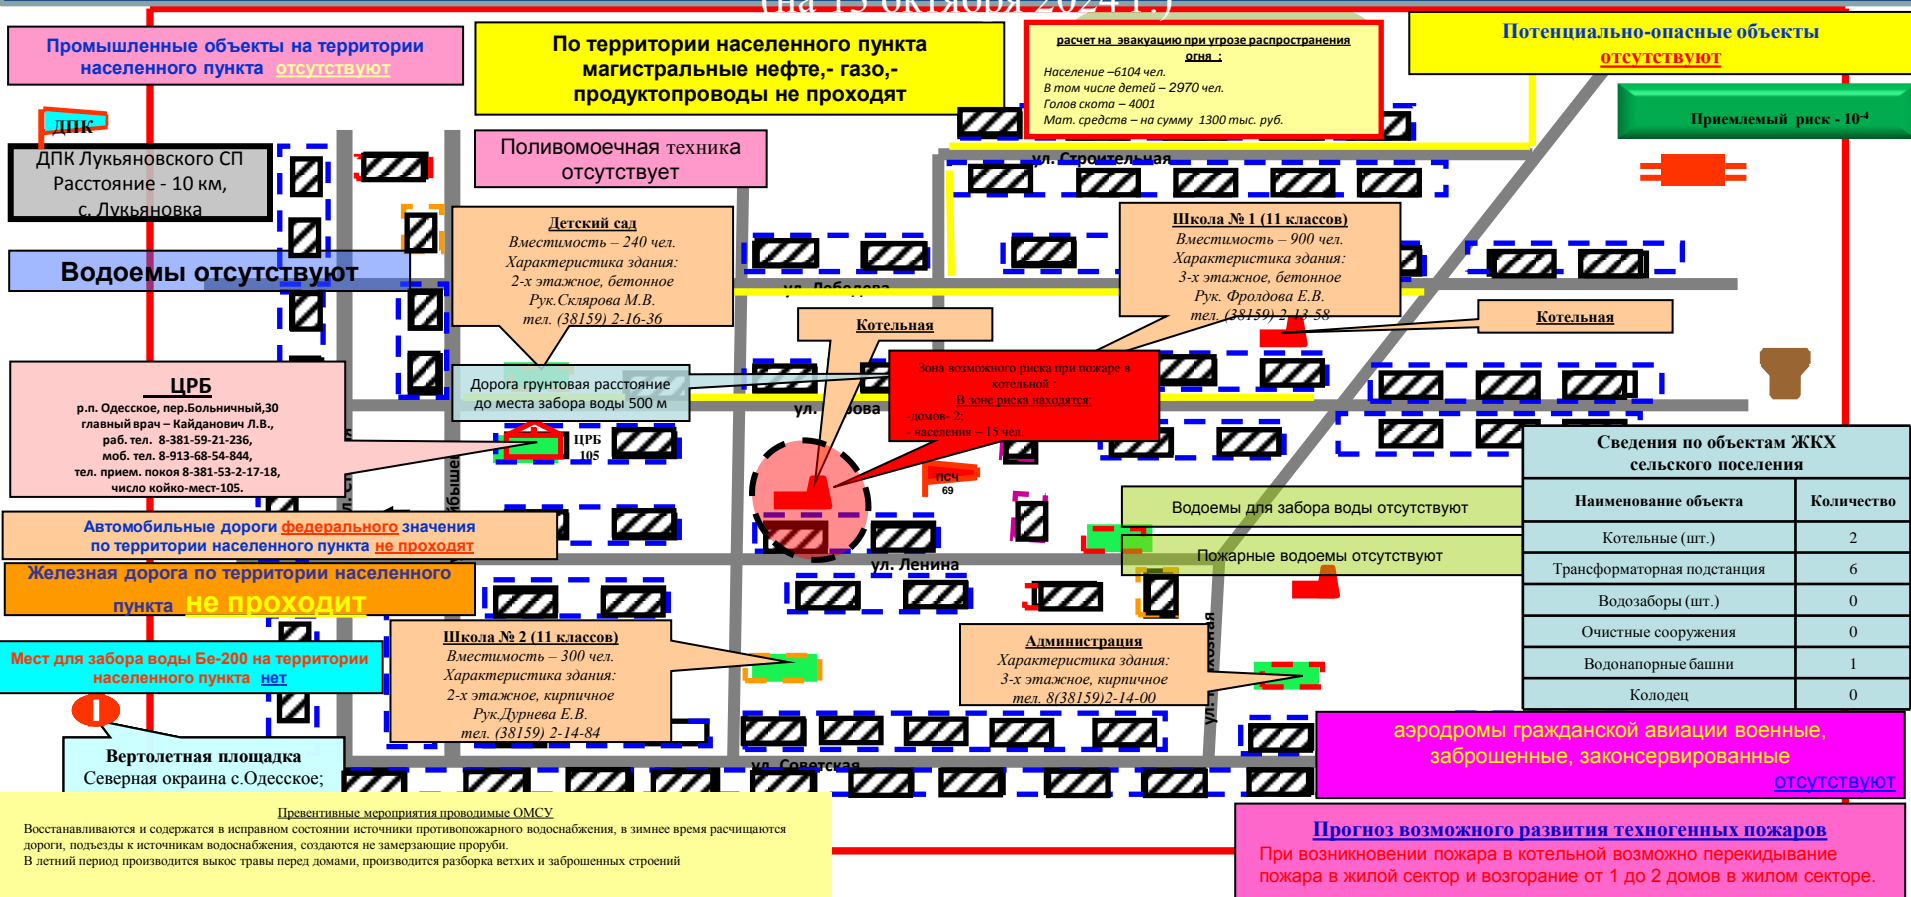 (на 15 октября 2024 г.)
Промышленные объекты на территории
населенного пункта отсутствуют
По территории населенного пункта
магистральные нефте,- газо,-
продуктопроводы не проходят
расчет на эвакуацию при угрозе распространения
огня :
Население –6104 чел.
В том числе детей – 2970 чел.
Голов скота – 4001
Мат. средств – на сумму 1300 тыс. руб.
Потенциально-опасные объекты
отсутствуют
Приемлемый риск - 10-4
ДПК
ДПК Лукьяновского СП
Расстояние - 10 км,
с. Лукьяновка
Поливомоечная техника
отсутствует
ул. Строительная
Водоемы отсутствуют
Детский сад
Вместимость – 240 чел.
Характеристика здания:
2-х этажное, бетонное
Рук.Склярова М.В.
тел. (38159) 2-16-36
Школа № 1 (11 классов)
Вместимость – 900 чел.
Характеристика здания:
3-х этажное, бетонное
Рук. Фролдова Е.В.
тел. (38159) 2-13-58
ул. Лебедева
Котельная
Котельная
ЦРБ
р.п. Одесское, пер.Больничный,30
главный врач – Кайданович Л.В.,
раб. тел. 8-381-59-21-236,
моб. тел. 8-913-68-54-844,
тел. прием. покоя 8-381-53-2-17-18,
число койко-мест-105.
Дорога грунтовая расстояние
до места забора воды 500 м
Зона возможного риска при пожаре в
котельной :
В зоне риска находятся:
-домов- 2;
- населения – 15 чел.
ул.
ЦРБ
105
ПСЧ
69
Сведения по объектам ЖКХ
сельского поселения
Наименование объекта Количество
Котельные (шт.) 2
Трансформаторная подстанция 6
Водозаборы (шт.) 0
Очистные сооружения 0
Водонапорные башни 1
Колодец 0
Водоемы для забора воды отсутствуют
Пожарные водоемы отсутствуют
Автомобильные дороги федерального значения
по территории населенного пункта не проходят
ул. Ленина
Железная дорога по территории населенного
пункта не проходит
Школа № 2 (11 классов)
Вместимость – 300 чел.
Характеристика здания:
2-х этажное, кирпичное
Рук.Дурнева Е.В.
тел. (38159) 2-14-84
Администрация
Характеристика здания:
3-х этажное, кирпичное
тел. 8(38159)2-14-00
Мест для забора воды Бе-200 на территории
населенного пункта нет
Вертолетная площадка
Северная окраина с.Одесское;
ул. Советская
аэродромы гражданской авиации военные,
заброшенные, законсервированные
отсутствуют
Превентивные мероприятия проводимые ОМСУ
Восстанавливаются и содержатся в исправном состоянии источники противопожарного водоснабжения, в зимнее время расчищаются
дороги, подъезды к источникам водоснабжения, создаются не замерзающие проруби.
В летний период производится выкос травы перед домами, производится разборка ветхих и заброшенных строений
Прогноз возможного развития техногенных пожаров
При возникновении пожара в котельной возможно перекидывание
пожара в жилой сектор и возгорание от 1 до 2 домов в жилом секторе.